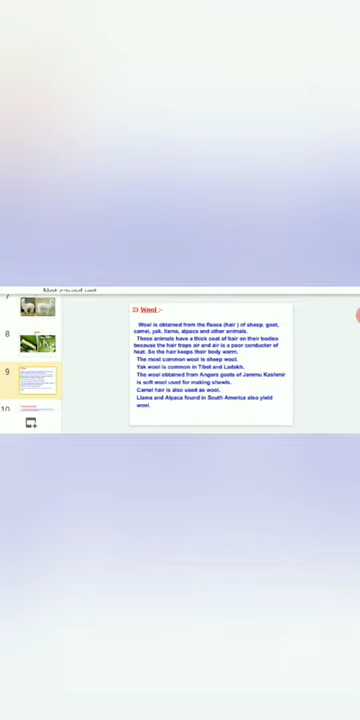 Not saved yet
7
8
9
10
2) Wool :-
Wool is obtained from the fleece (hair ) of sheep, goat,
camel, yak, llama, alpaca and other animals.
These animals have a thick coat of hair on their bodies
because the hair traps air and air is a poor conductor of
heat. So the hair keeps their body warm.
The most common wool is sheep wool.
Yak wool is common in Tibet and Ladakh.
The wool obtained from Angora goats of Jammu Kashmir
is soft wool used for making shawls.
Camel hair is also used as wool.
Llama and Alpaca found in South America also yield
wool.